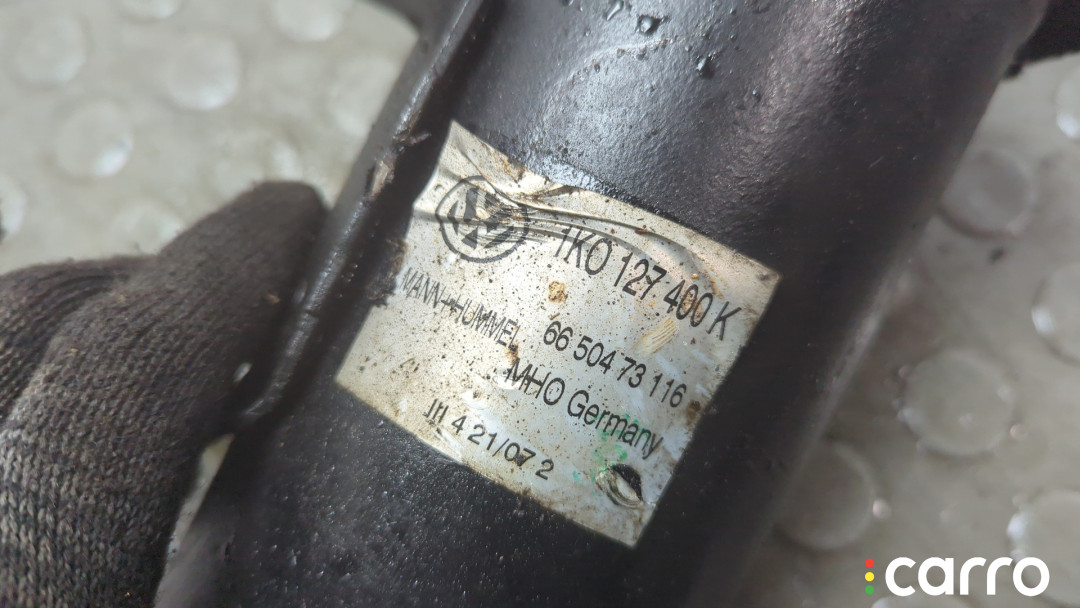 1K0 127 400 K
MANN+HUMMEL 66 504 73 116
MHO Germany
4 21/07 2
carro